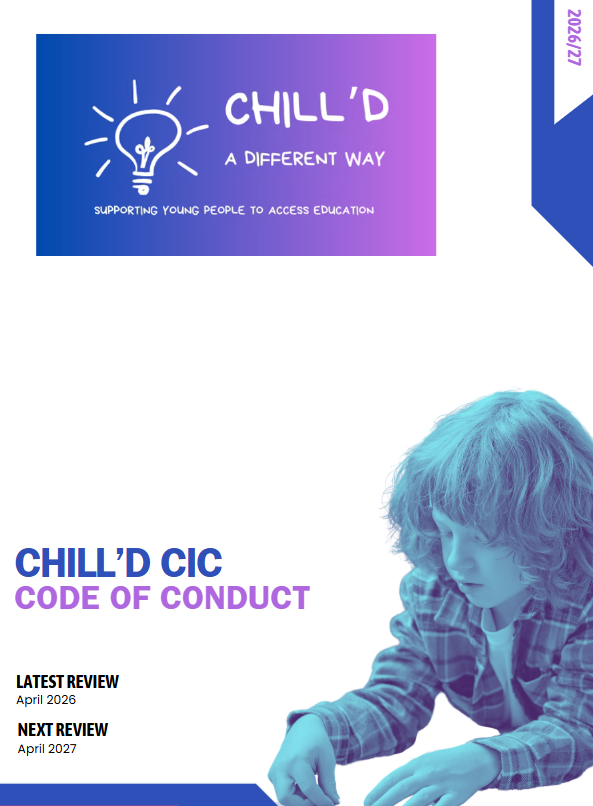 2026/27
CHILL'D
A DIFFERENT WAY
SUPPORTING YOUNG PEOPLE TO ACCESS EDUCATION
CHILL'D CIC
CODE OF CONDUCT
LATEST REVIEW
April 2026
NEXT REVIEW
April 2027